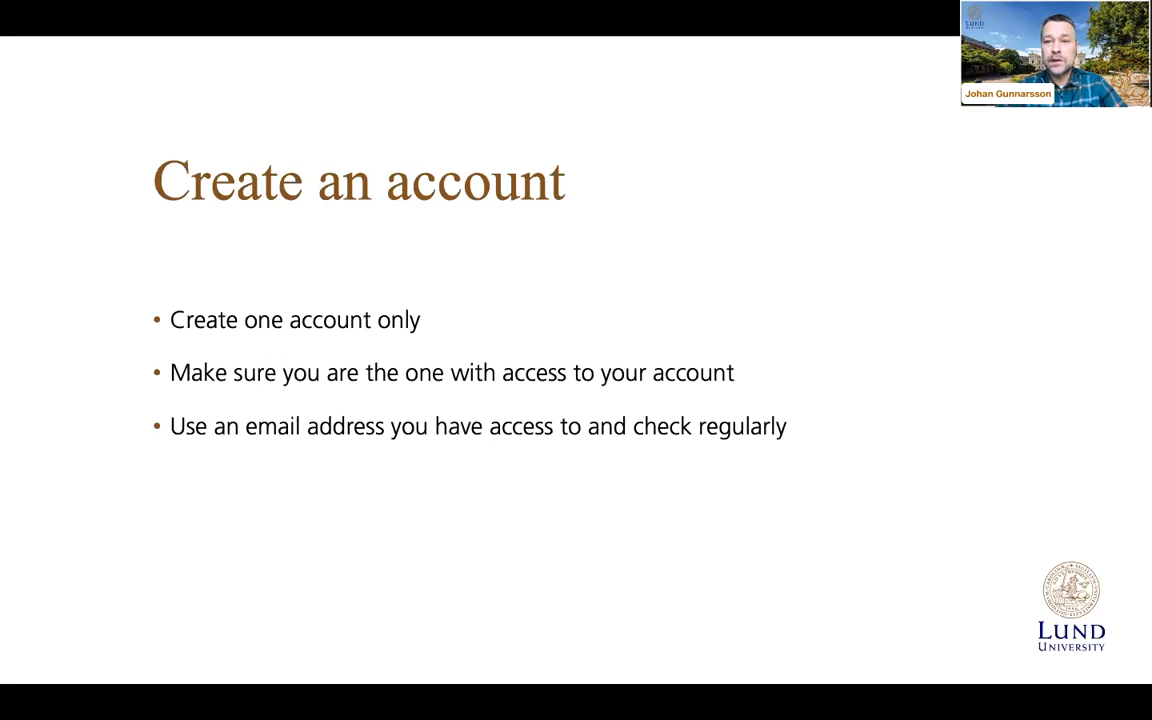 LUND
Johan Gunnarsson
Create an account
• Create one account only
• Make sure you are the one with access to your account
• Use an email address you have access to and check regularly
LUND
UNIVERSITY